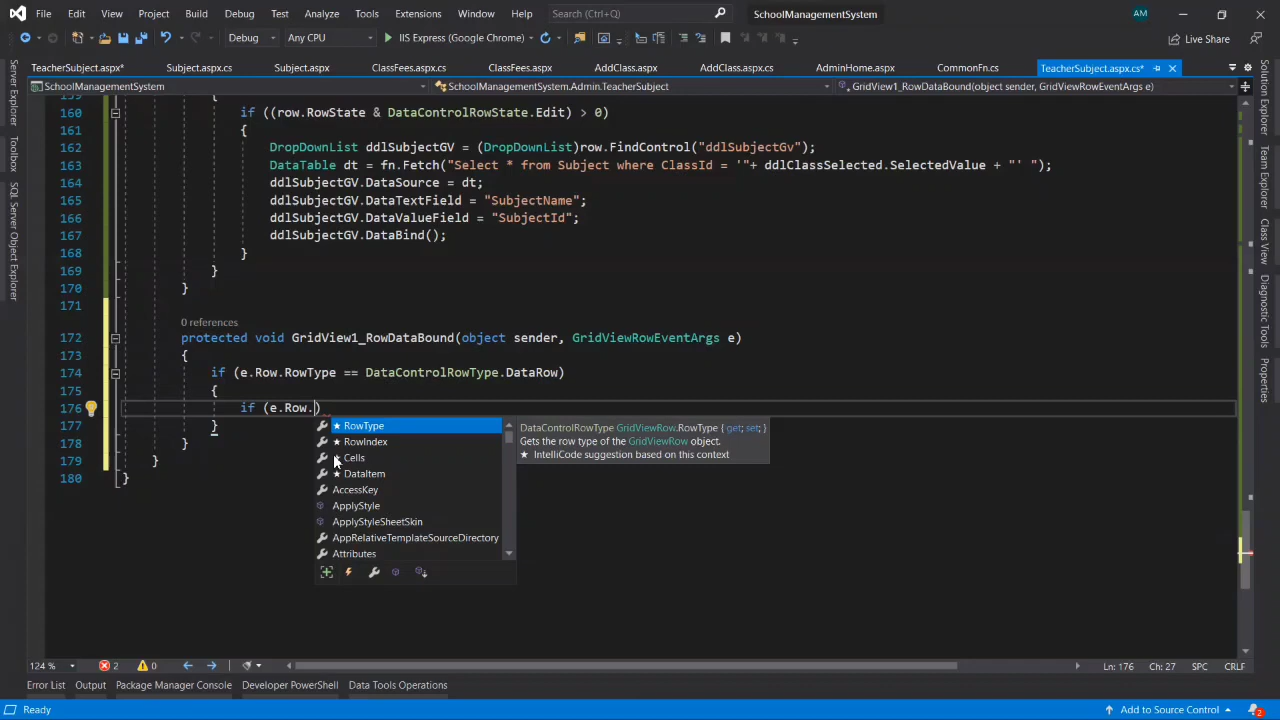 File Edit View Project Build Debug Test Analyze Tools Extensions Window Help Search (Ctrl+Q) SchoolManagementSystem AM
Debug Any CPU IIS Express (Google Chrome) Live Share
TeacherSubject.aspx* Subject.aspx.cs Subject.aspx ClassFees.aspx.cs ClassFees.aspx AddClass.aspx AddClass.aspx.cs AdminHome.aspx CommonFn.cs TeacherSubject.aspx.cs*
SchoolManagementSystem SchoolManagementSystem.Admin.TeacherSubject GridView1_RowDataBound(object sender, GridViewRowEventArgs e)
Server Explorer
Toolbox
SQL Server Object Explorer
Solution Explorer
Team Explorer
Class View
Diagnostic Tools
Properties
159 {
160 if ((row.RowState & DataControlRowState.Edit) > 0)
161 {
162 DropDownList ddlSubjectGV = (DropDownList)row.FindControl("ddlSubjectGv");
163 DataTable dt = fn.Fetch("Select * from Subject where ClassId = '"+ ddlClassSelected.SelectedValue + "' ");
164 ddlSubjectGV.DataSource = dt;
165 ddlSubjectGV.DataTextField = "SubjectName";
166 ddlSubjectGV.DataValueField = "SubjectId";
167 ddlSubjectGV.DataBind();
168 }
169 }
170 }
171
0 references
172 protected void GridView1_RowDataBound(object sender, GridViewRowEventArgs e)
173 {
174 if (e.Row.RowType == DataControlRowType.DataRow)
175 {
176 if (e.Row.)
177 }
178 }
179 }
180 }
★ RowType
★ RowIndex
★ Cells
★ DataItem
AccessKey
ApplyStyle
ApplyStyleSheetSkin
AppRelativeTemplateSourceDirectory
Attributes
DataControlRowType GridViewRow.RowType { get; set; }
Gets the row type of the GridViewRow object.
★ IntelliCode suggestion based on this context
124 % 2 0 Ln: 176 Ch: 27 SPC CRLF
Error List Output Package Manager Console Developer PowerShell Data Tools Operations
Ready Add to Source Control 2